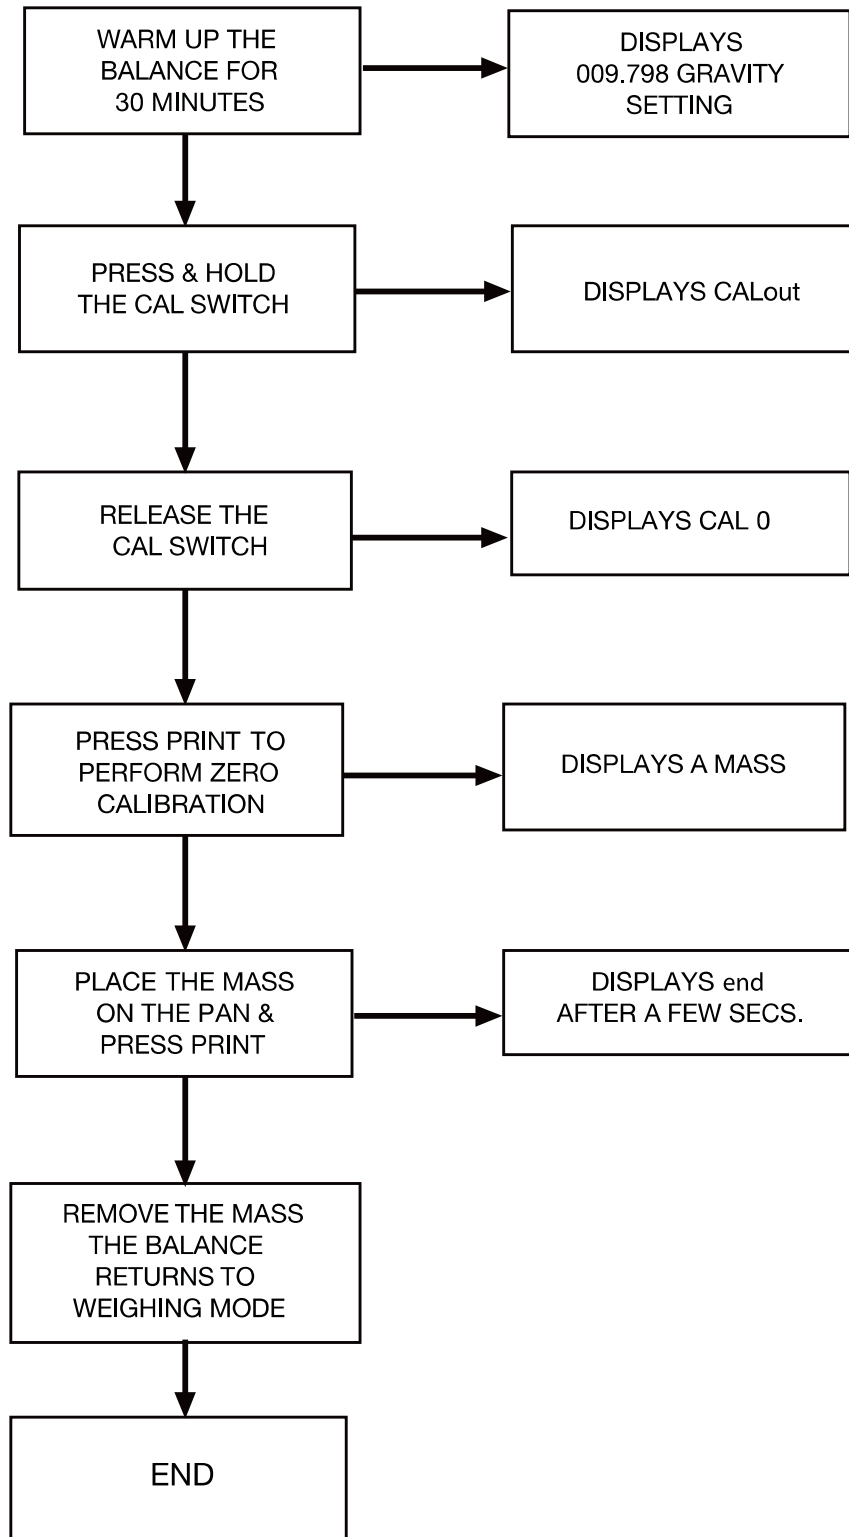 WARM UP THE
BALANCE FOR
30 MINUTES
DISPLAYS
009.798 GRAVITY
SETTING
PRESS & HOLD
THE CAL SWITCH
DISPLAYS CALout
RELEASE THE
CAL SWITCH
DISPLAYS CAL 0
PRESS PRINT TO
PERFORM ZERO
CALIBRATION
DISPLAYS A MASS
PLACE THE MASS
ON THE PAN &
PRESS PRINT
DISPLAYS end
AFTER A FEW SECS.
REMOVE THE MASS
THE BALANCE
RETURNS TO
WEIGHING MODE
END